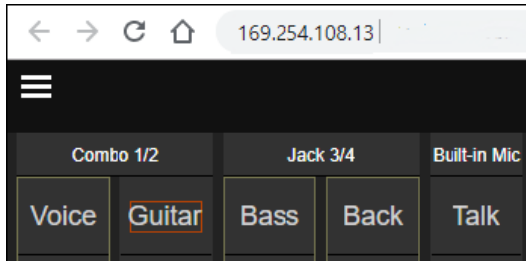 169.254.108.13
Combo 1/2 Jack 3/4 Built-in Mic
Voice Guitar Bass Back Talk